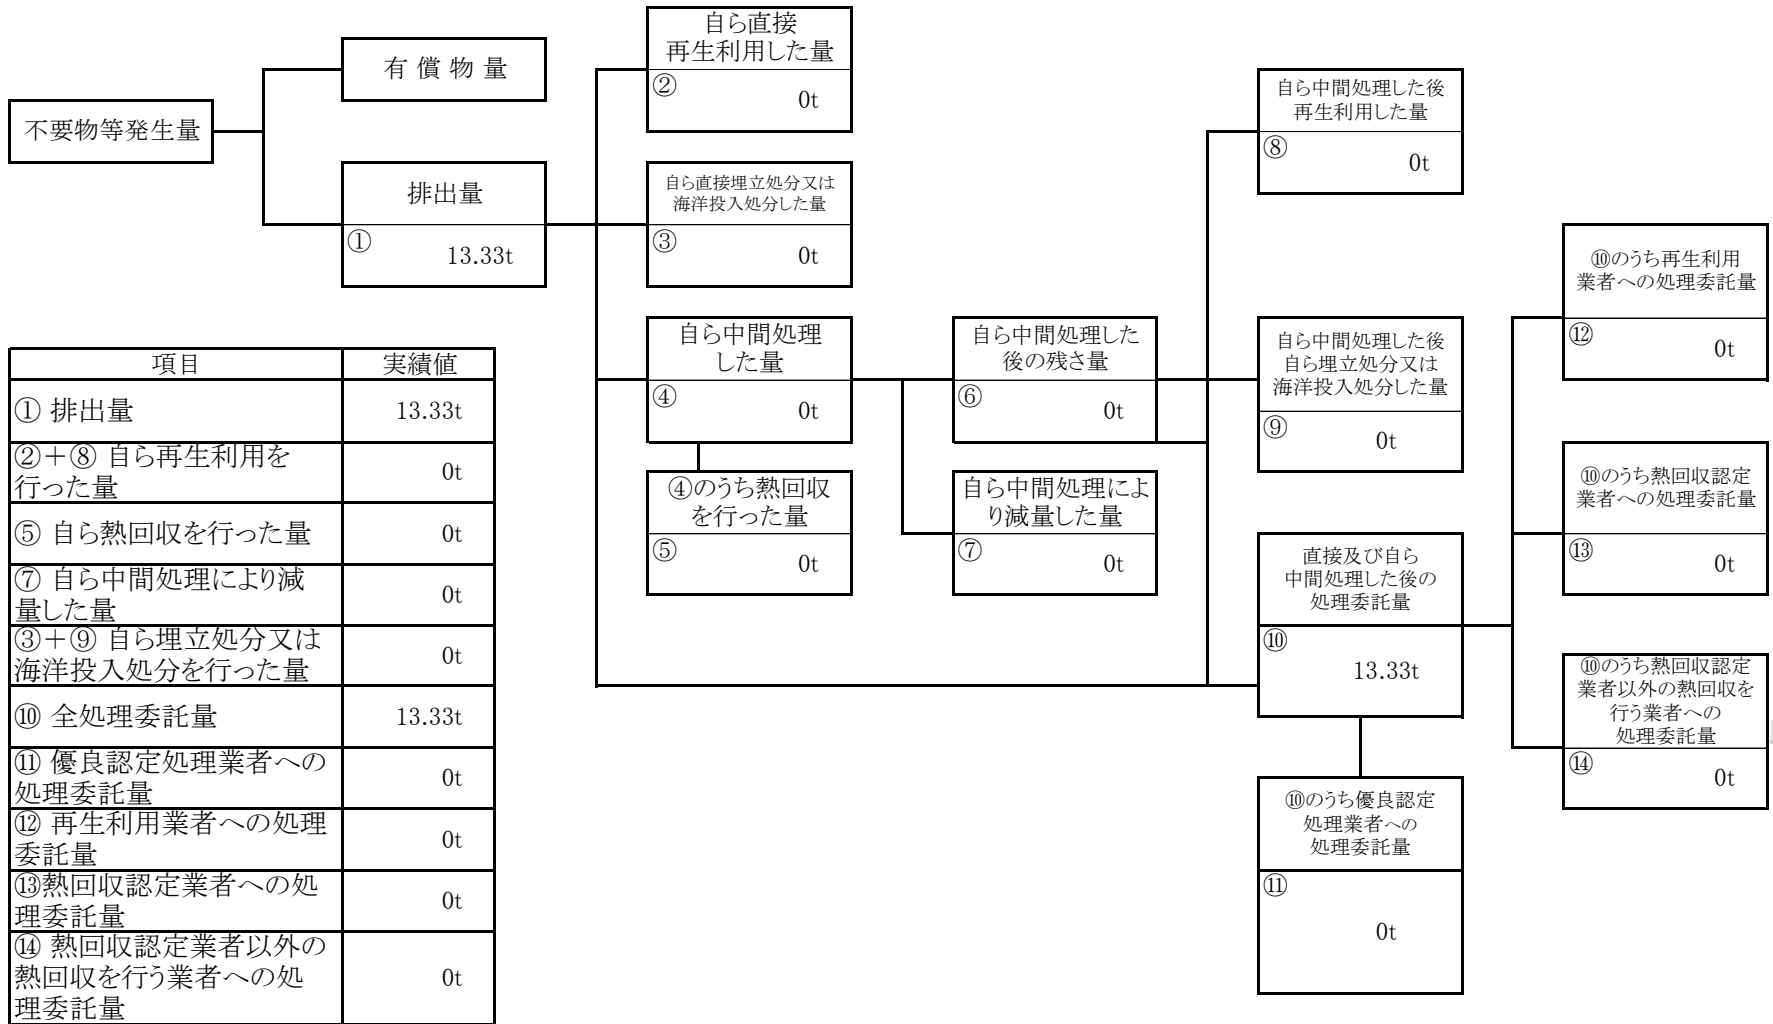 自ら直接
再生利用した量
②
0t
有 償 物 量
不要物等発生量
自ら中間処理した後
再生利用した量
⑧
0t
排出量
①
13.33t
自ら直接埋立処分又は
海洋投入処分した量
③
0t
⑩のうち再生利用
業者への処理委託量
⑫
0t
自ら中間処理
した量
④
0t
自ら中間処理した
後の残さ量
⑥
0t
自ら中間処理した後
自ら埋立処分又は
海洋投入処分した量
⑨
0t
④のうち熱回収
を行った量
⑤
0t
自ら中間処理によ
り減量した量
⑦
0t
⑩のうち熱回収認定
業者への処理委託量
⑬
0t
直接及び自ら
中間処理した後の
処理委託量
⑩
13.33t
⑩のうち熱回収認定
業者以外の熱回収を
行う業者への
処理委託量
⑭
0t
⑩のうち優良認定
処理業者への
処理委託量
⑪
0t
項目 実績値
① 排出量 13.33t
②+⑧ 自ら再生利用を
行った量
0t
⑤ 自ら熱回収を行った量 0t
⑦ 自ら中間処理により減
量した量
0t
③+⑨ 自ら埋立処分又は
海洋投入処分を行った量
0t
⑩ 全処理委託量 13.33t
⑪ 優良認定処理業者への
処理委託量
0t
⑫ 再生利用業者への処理
委託量
0t
⑬熱回収認定業者への処
理委託量
0t
⑭ 熱回収認定業者以外の
熱回収を行う業者への処
理委託量
0t